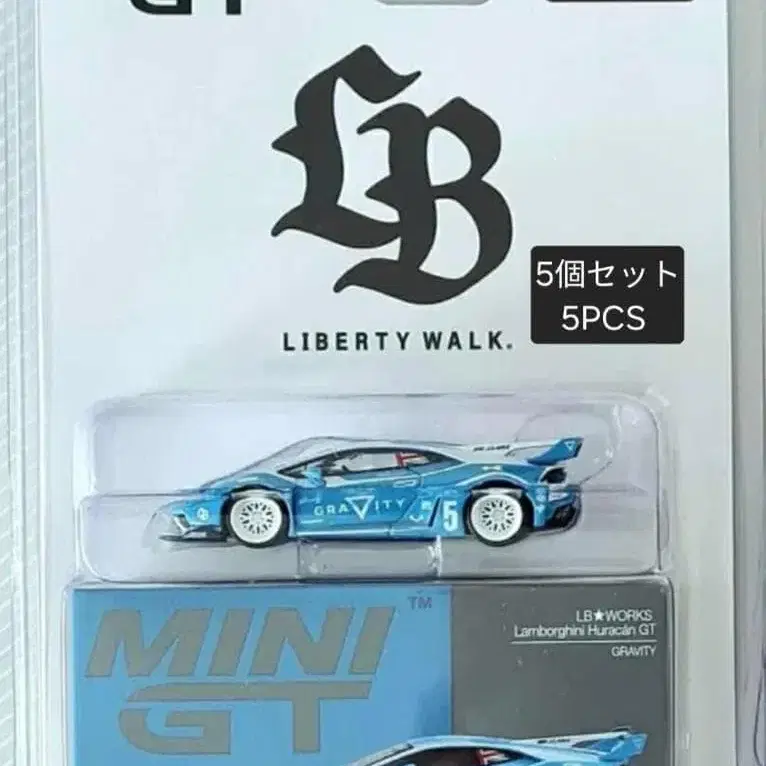 GT
LB
LIBERTY WALK.
5個セット
5PCS
GRAVITY
5
MINI GT™
LB★WORKS
Lamborghini Huracán GT
GRAVITY